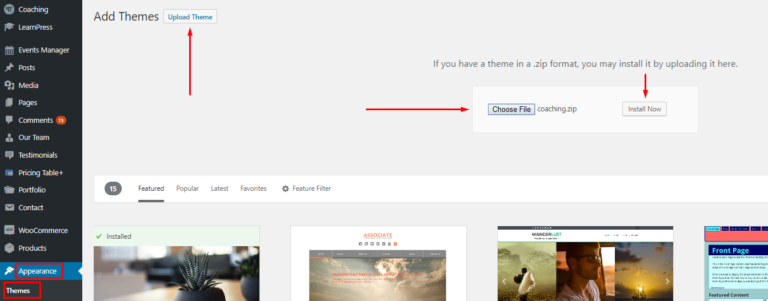 Coaching
LearnPress
Events Manager
Posts
Media
Pages
Comments
Our Team
Testimonials
Pricing Table+
Portfolio
Contact
WooCommerce
Products
Appearance
Themes
Add Themes Upload Theme
If you have a theme in a .zip format, you may install it by uploading it here.
Choose File coaching.zip Install Now
15 Featured Popular Latest Favorites Feature Filter
Installed
ASSOCIATE
WANDERLUST
Front Page
Featured Content